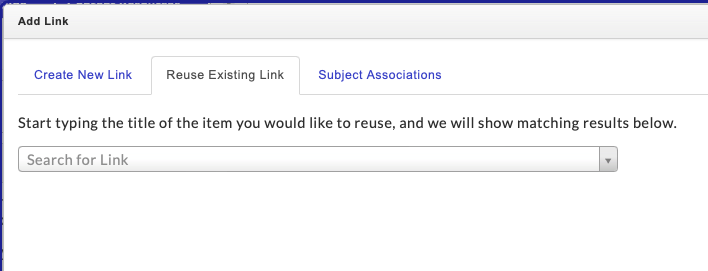 Add Link
Create New Link Reuse Existing Link Subject Associations
Start typing the title of the item you would like to reuse, and we will show matching results below.
Search for Link